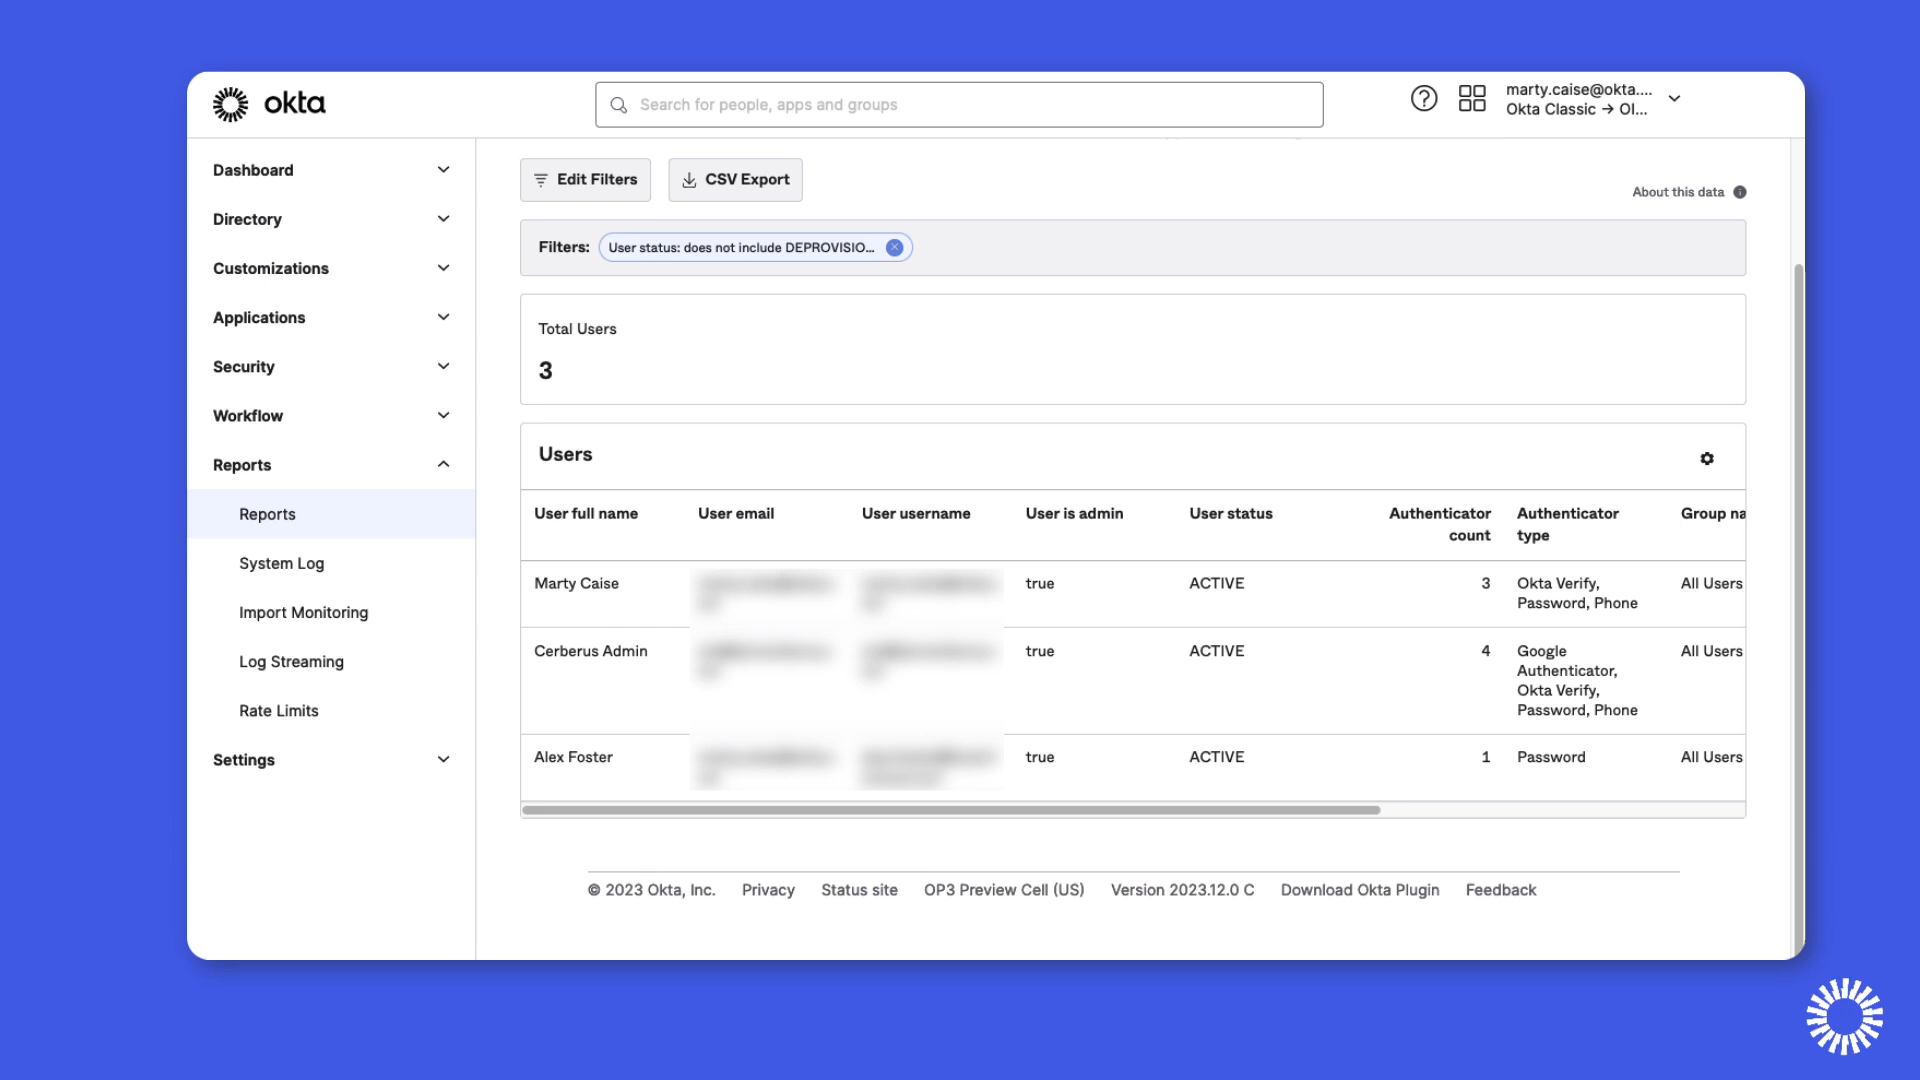 okta
Search for people, apps and groups
marty.caise@okta....
Okta Classic → Ol...
Dashboard
Directory
Customizations
Applications
Security
Workflow
Reports
Reports
System Log
Import Monitoring
Log Streaming
Rate Limits
Settings
Edit Filters
CSV Export
About this data
Filters: User status: does not include DEPROVISIO...
Total Users
3
Users
User full name User email User username User is admin User status Authenticator count Authenticator type Group na
Marty Caise true ACTIVE 3 Okta Verify, All Users
Password, Phone
Cerberus Admin true ACTIVE 4 Google All Users
Authenticator,
Okta Verify,
Password, Phone
Alex Foster true ACTIVE 1 Password All Users
© 2023 Okta, Inc. Privacy Status site OP3 Preview Cell (US) Version 2023.12.0 C Download Okta Plugin Feedback